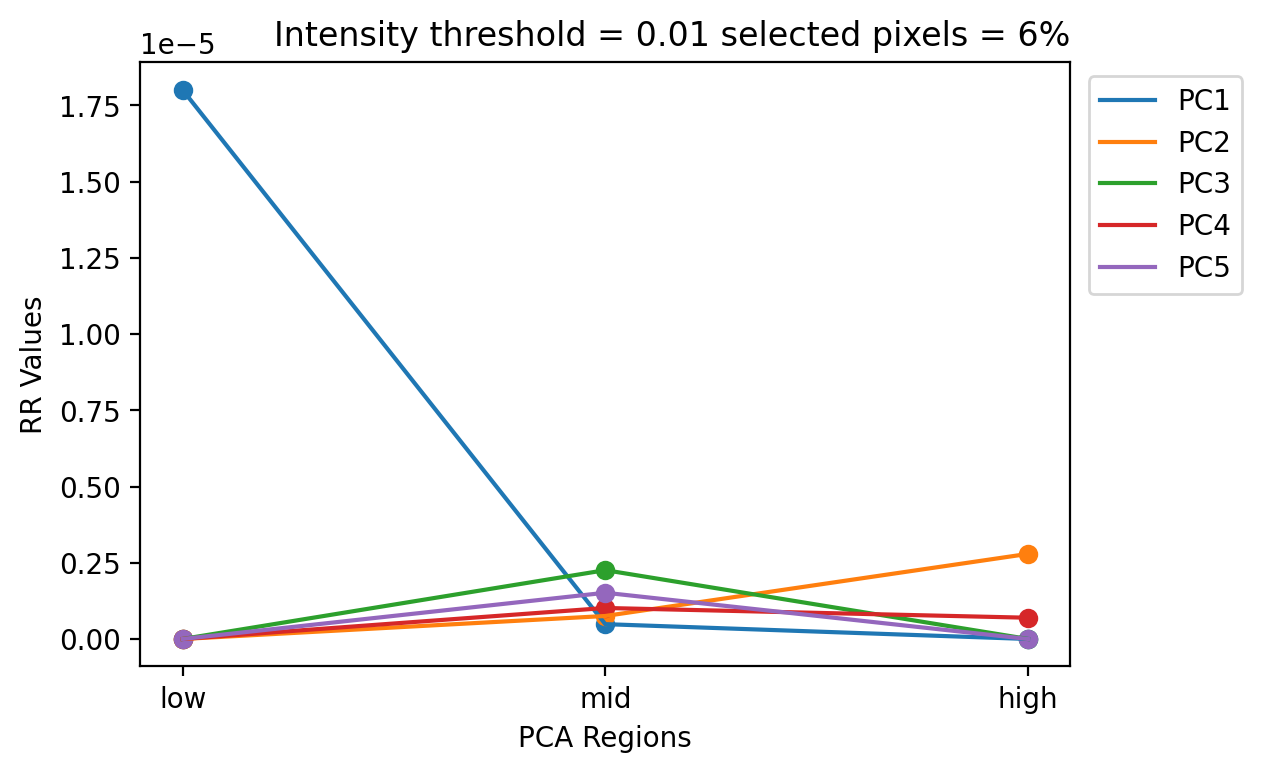 Intensity threshold = 0.01 selected pixels = 6%
1e−5
1.75
1.50
1.25
1.00
0.75
0.50
0.25
0.00
RR Values
low mid high
PCA Regions
PC1
PC2
PC3
PC4
PC5